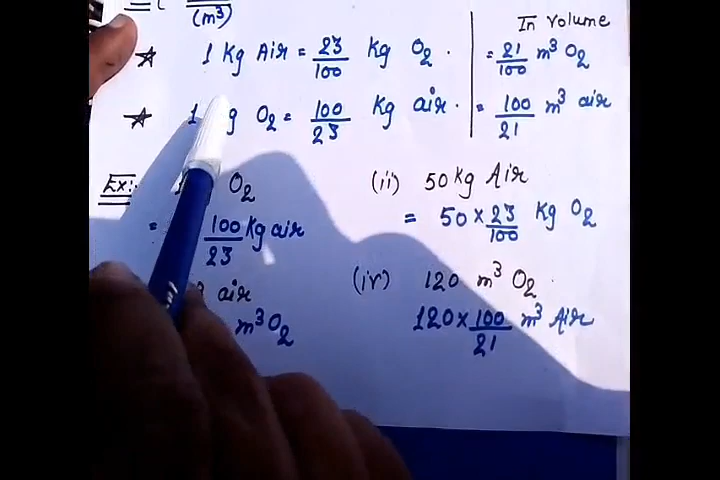 (m³)
In volume
☆ 1 Kg Air = 23/100 kg O₂ . = 21/100 m³ O₂
☆ 1 g O₂ = 100/23 Kg air . = 100/21 m³ air
Ex:- O₂ (ii) 50 kg Air
= 100/23 Kg air = 50 × 23/100 Kg O₂
³ air (iv) 120 m³ O₂ .
m³ O₂ 120 × 100/21 m³ Air